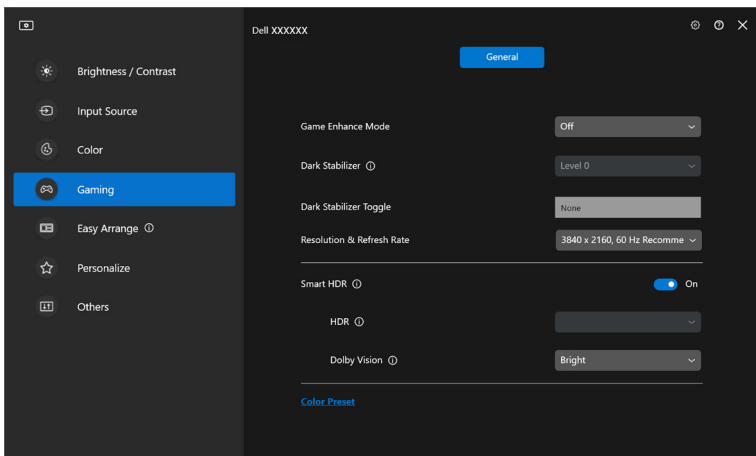 Dell XXXXXX
General
Brightness / Contrast
Input Source
Color
Gaming
Easy Arrange
Personalize
Others
Game Enhance Mode
Off
Dark Stabilizer
Level 0
Dark Stabilizer Toggle
None
Resolution & Refresh Rate
3840 x 2160, 60 Hz Recomme
Smart HDR
On
HDR
Dolby Vision
Bright
Color Preset